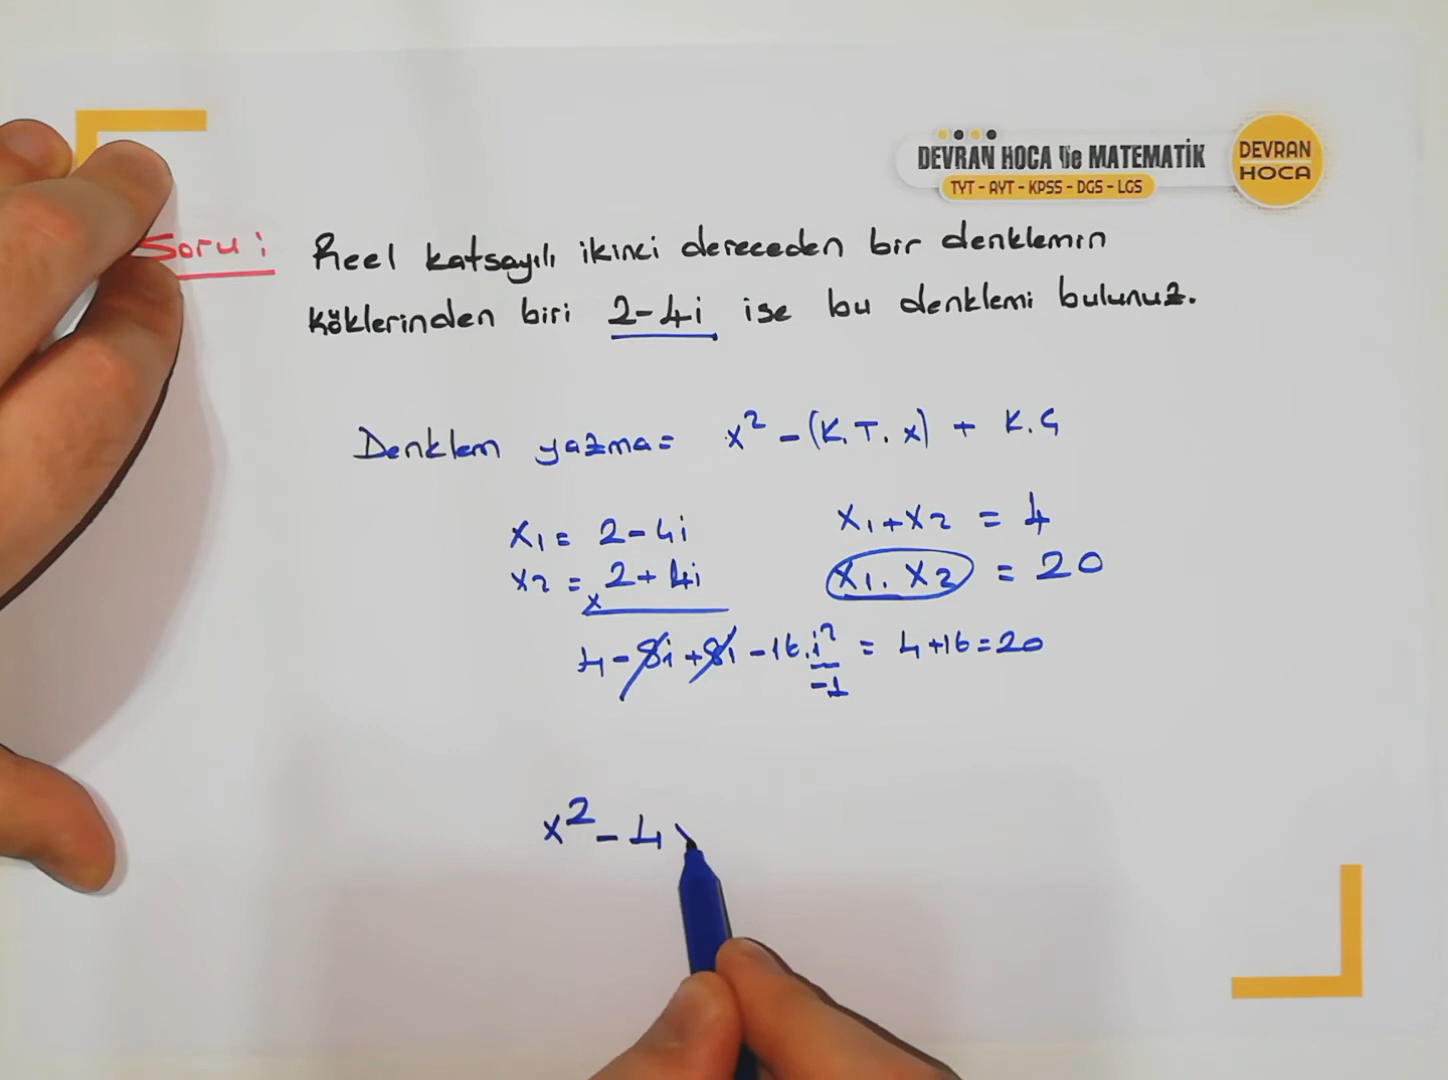 DEVRAN HOCA ile MATEMATİK
TYT - AYT - KPSS - DGS - LGS
DEVRAN
HOCA
Soru :
Reel katsayılı ikinci dereceden bir denklemin
köklerinden biri 2-4i ise bu denklemi bulunuz.
Denklem yazma = x² - (K.T. x) + K.Ç
x₁ = 2-4i
x₂ = 2+4i
x
4 - 8i + 8i - 16.i² = 4+16=20
-1
x₁+x₂ = 4
x₁. x₂ = 20
x² - 4